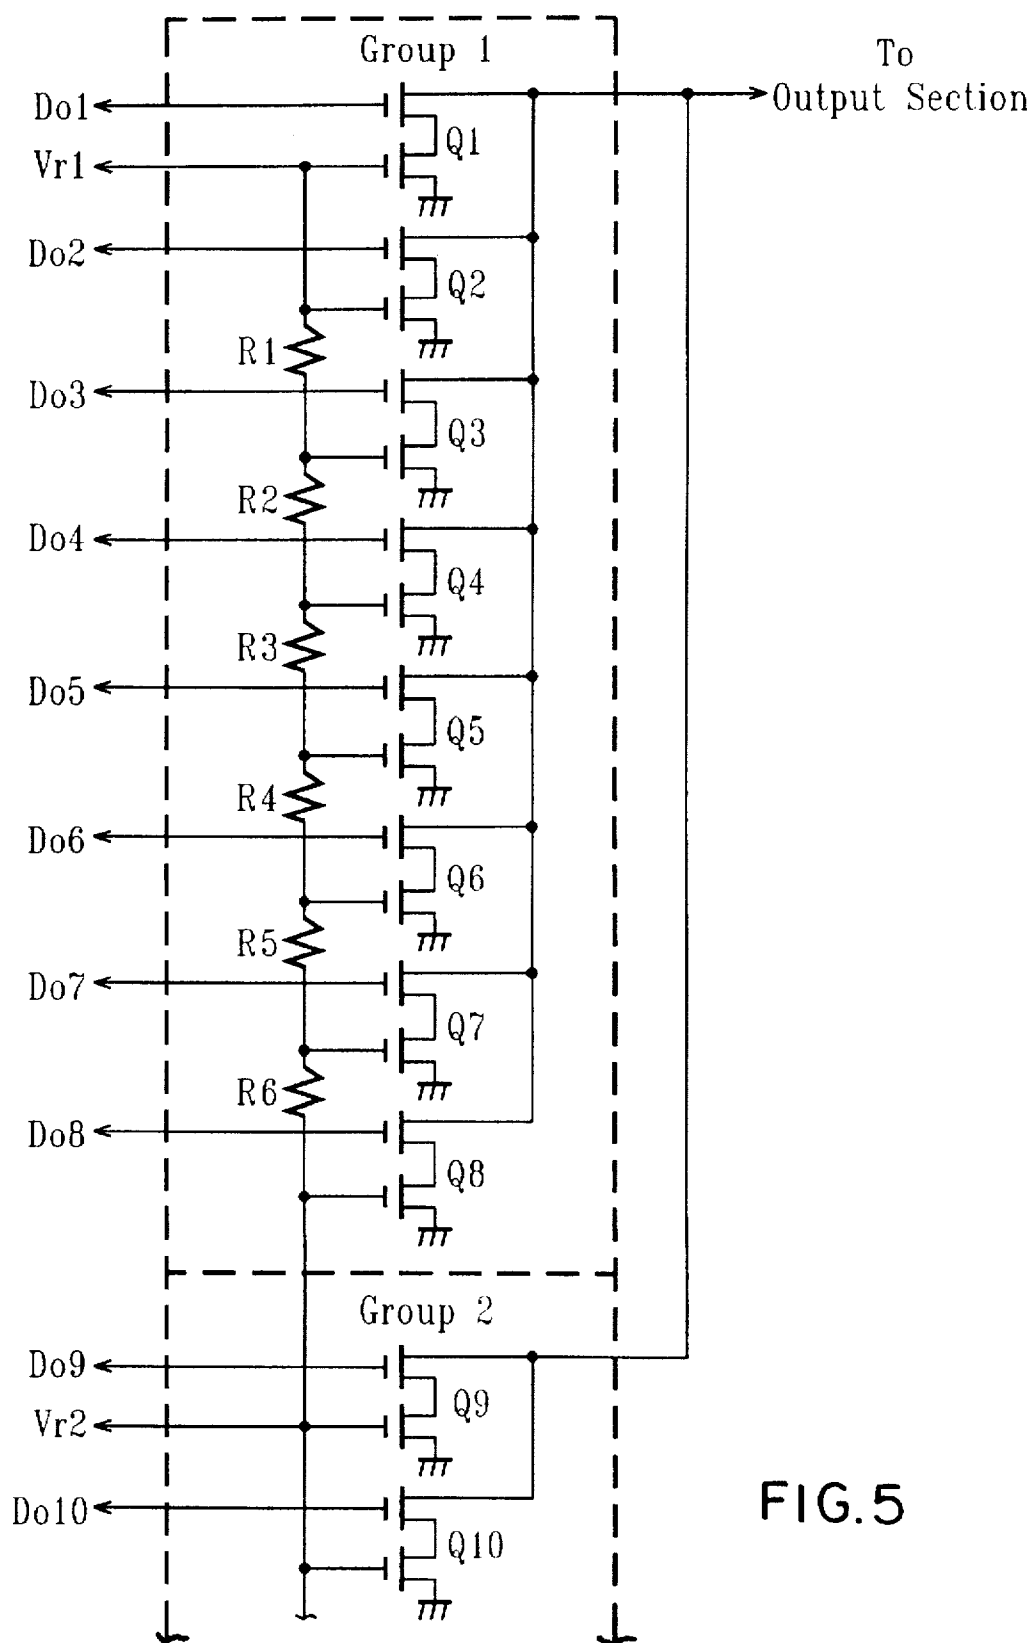 Group 1
To
Output Section
Do1
Q1
Vr1
Do2
Q2
R1
Do3
Q3
R2
Do4
Q4
R3
Do5
Q5
R4
Do6
Q6
R5
Do7
Q7
R6
Do8
Q8
Group 2
Do9
Q9
Vr2
Do10
Q10
FIG.5